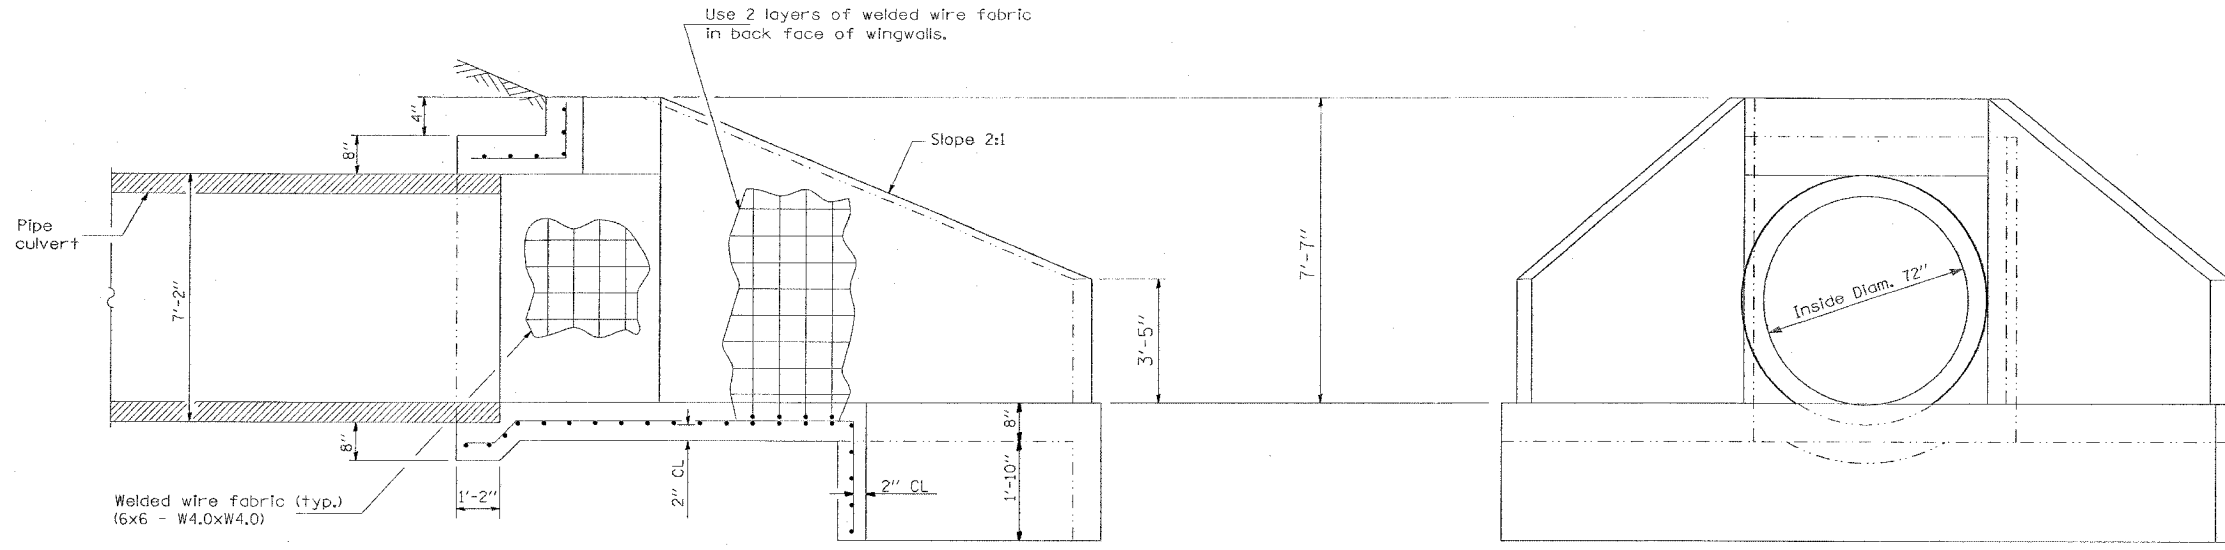 Use 2 layers of welded wire fabric
in back face of wingwalls.
4"
8"
Slope 2:1
Pipe
culvert
7'-2"
7'-7"
3'-5"
Inside Diam. 72"
8"
8"
1'-10"
2" CL
2" CL
1'-2"
Welded wire fabric (typ.)
(6x6 - W4.0xW4.0)